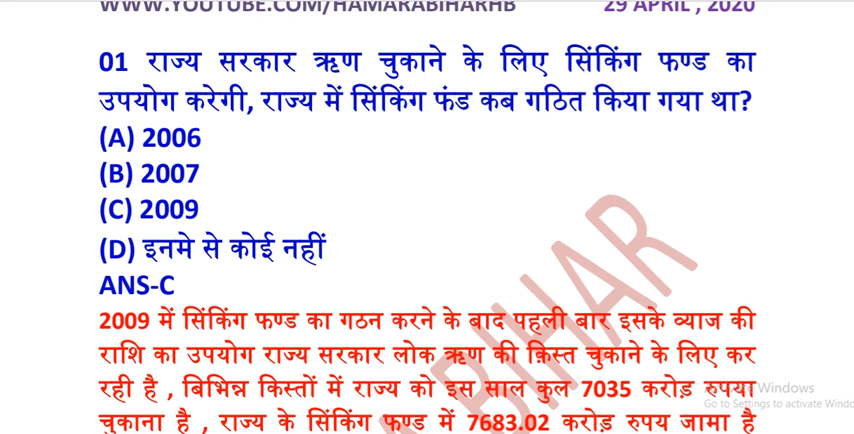 WWW.YOUTUBE.COM/HAMARABIHARHB 29 APRIL , 2020
01 राज्य सरकार ऋण चुकाने के लिए सिंकिंग फण्ड का
उपयोग करेगी, राज्य में सिंकिंग फंड कब गठित किया गया था?
(A) 2006
(B) 2007
(C) 2009
(D) इनमे से कोई नहीं
ANS-C
2009 में सिंकिंग फण्ड का गठन करने के बाद पहली बार इसके व्याज की
राशि का उपयोग राज्य सरकार लोक ऋण की क़िस्त चुकाने के लिए कर
रही है , विभिन्न किस्तों में राज्य को इस साल कुल 7035 करोड़ रुपया
चुकाना है , राज्य के सिंकिंग फण्ड में 7683.02 करोड़ रुपय जामा है
BIHAR
Windows
Go to Settings to activate Windo